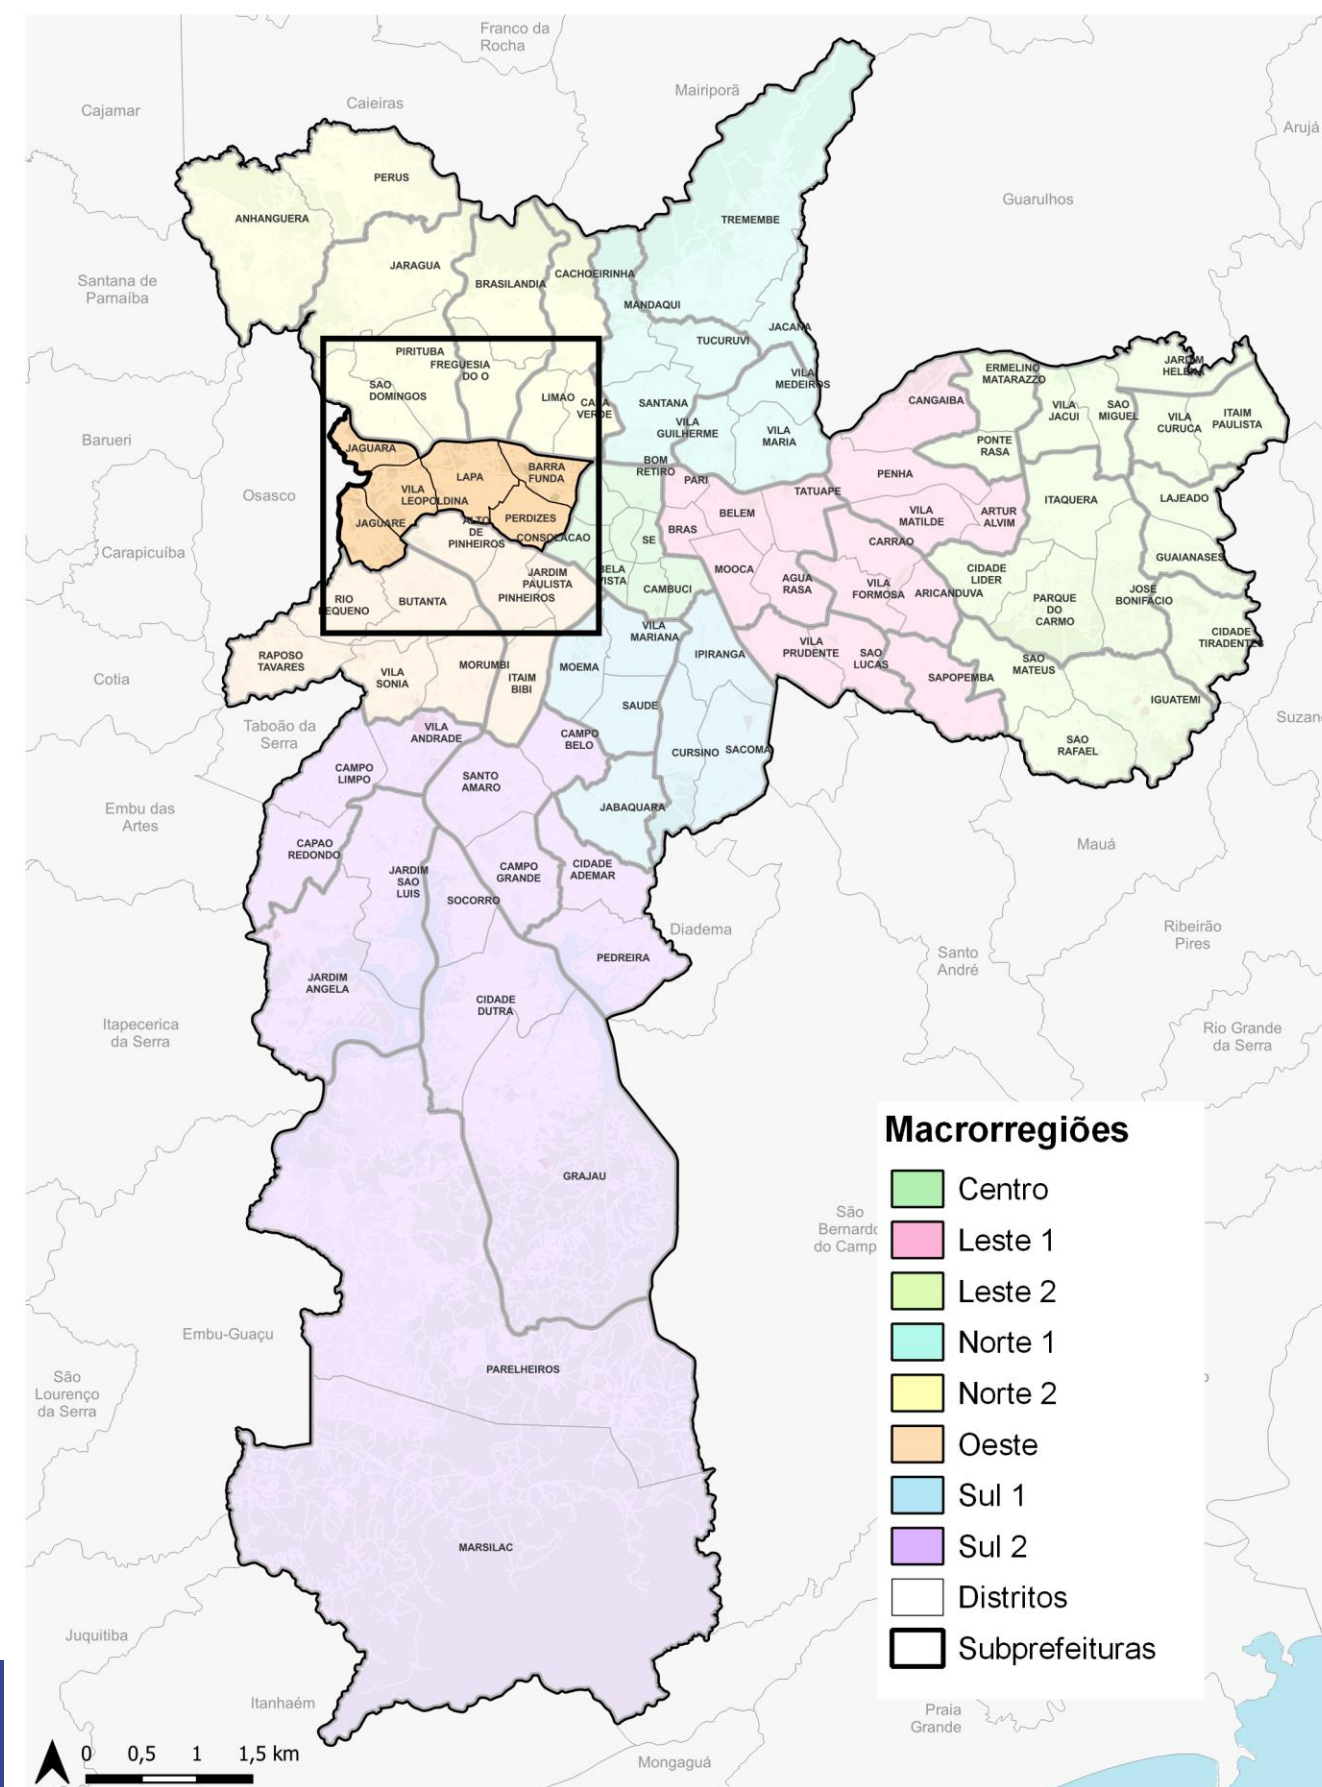 Franco da
Rocha
Mairiporã
Caieiras
Cajamar
Arujá
PERUS
Guarulhos
ANHANGUERA
TREMEMBE
JARAGUA
CACHOEIRINHA
Santana de
Parnaíba
BRASILANDIA
MANDAQUI
JACANA
TUCURUVI
PIRITUBA
FREGUESIA
DO O
JARDIM
HELENA
ERMELINO
MATARAZZO
VILA
MEDEIROS
SAO
DOMINGOS
LIMAO
CASA
VERDE
SANTANA
CANGAIBA
VILA
JACUI
SAO
MIGUEL
VILA
CURUCA
ITAIM
PAULISTA
VILA
GUILHERME
VILA
MARIA
Barueri
JAGUARA
PONTE
RASA
BOM
RETIRO
LAPA
BARRA
FUNDA
PENHA
PARI
TATUAPE
Osasco
VILA
LEOPOLDINA
ITAQUERA
LAJEADO
BELEM
VILA
MATILDE
ARTUR
ALVIM
JAGUARE
ALTO
DE
PINHEIROS
PERDIZES
CONSOLACAO
SE
BRAS
CARRAO
Carapicuíba
GUAIANASES
BELA
VISTA
CAMBUCI
MOOCA
AGUA
RASA
VILA
FORMOSA
ARICANDUVA
CIDADE
LIDER
JARDIM
PAULISTA
PINHEIROS
RIO
PEQUENO
BUTANTA
PARQUE
DO
CARMO
JOSE
BONIFACIO
VILA
MARIANA
CIDADE
TIRADENTES
RAPOSO
TAVARES
VILA
SONIA
MORUMBI
ITAIM
BIBI
MOEMA
IPIRANGA
VILA
PRUDENTE
SAO
LUCAS
SAPOPEMBA
SAO
MATEUS
Cotia
IGUATEMI
SAUDE
Suzano
Taboão da
Serra
VILA
ANDRADE
CAMPO
BELO
CURSINO
SACOMA
SAO
RAFAEL
CAMPO
LIMPO
SANTO
AMARO
JABAQUARA
Embu das
Artes
CAPAO
REDONDO
Mauá
JARDIM
SAO
LUIS
CAMPO
GRANDE
CIDADE
ADEMAR
SOCORRO
Diadema
Ribeirão
Pires
Santo
André
PEDREIRA
JARDIM
ANGELA
CIDADE
DUTRA
Itapecerica
da Serra
Rio Grande
da Serra
Macrorregiões
Centro
Leste 1
Leste 2
Norte 1
Norte 2
Oeste
Sul 1
Sul 2
Distritos
Subprefeituras
GRAJAU
São
Bernardo
do Camp
Embu-Guaçu
PARELHEIROS
São
Lourenço
da Serra
MARSILAC
Juquitiba
Itanhaém
Praia
Grande
Mongaguá
0 0,5 1 1,5 km